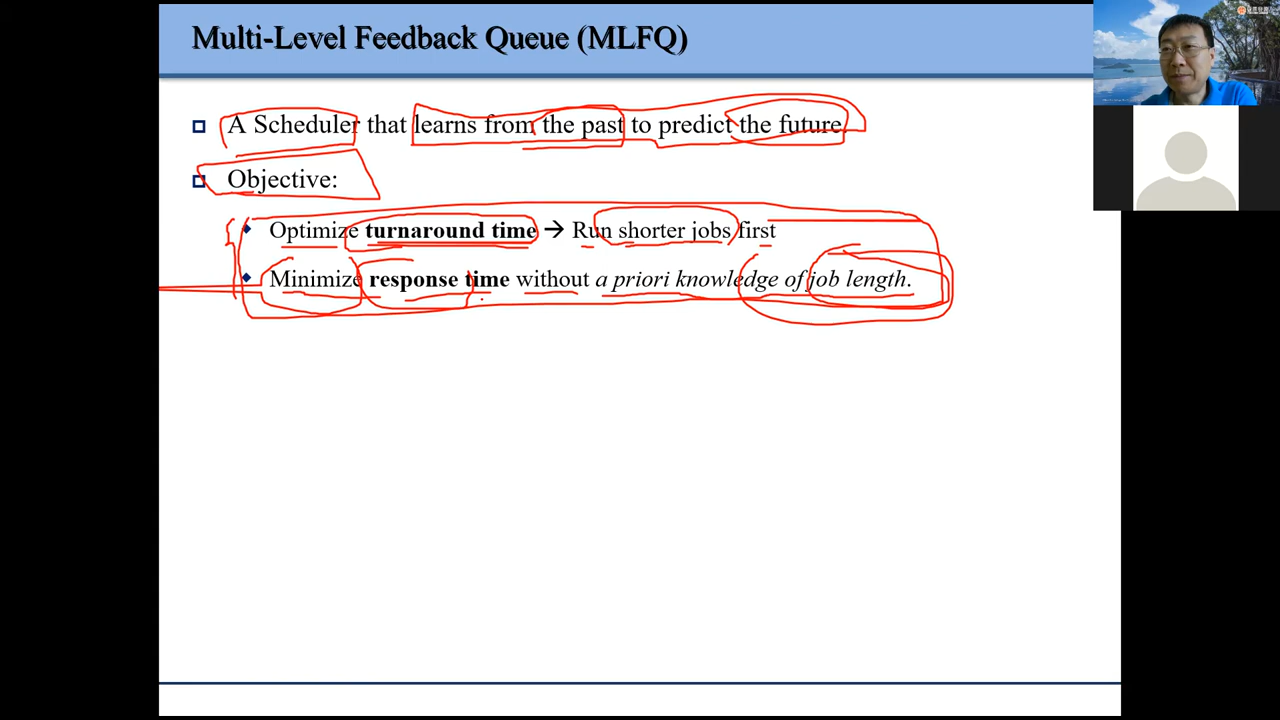 Multi-Level Feedback Queue (MLFQ)
A Scheduler that learns from the past to predict the future.
Objective:
Optimize turnaround time → Run shorter jobs first
Minimize response time without a priori knowledge of job length.